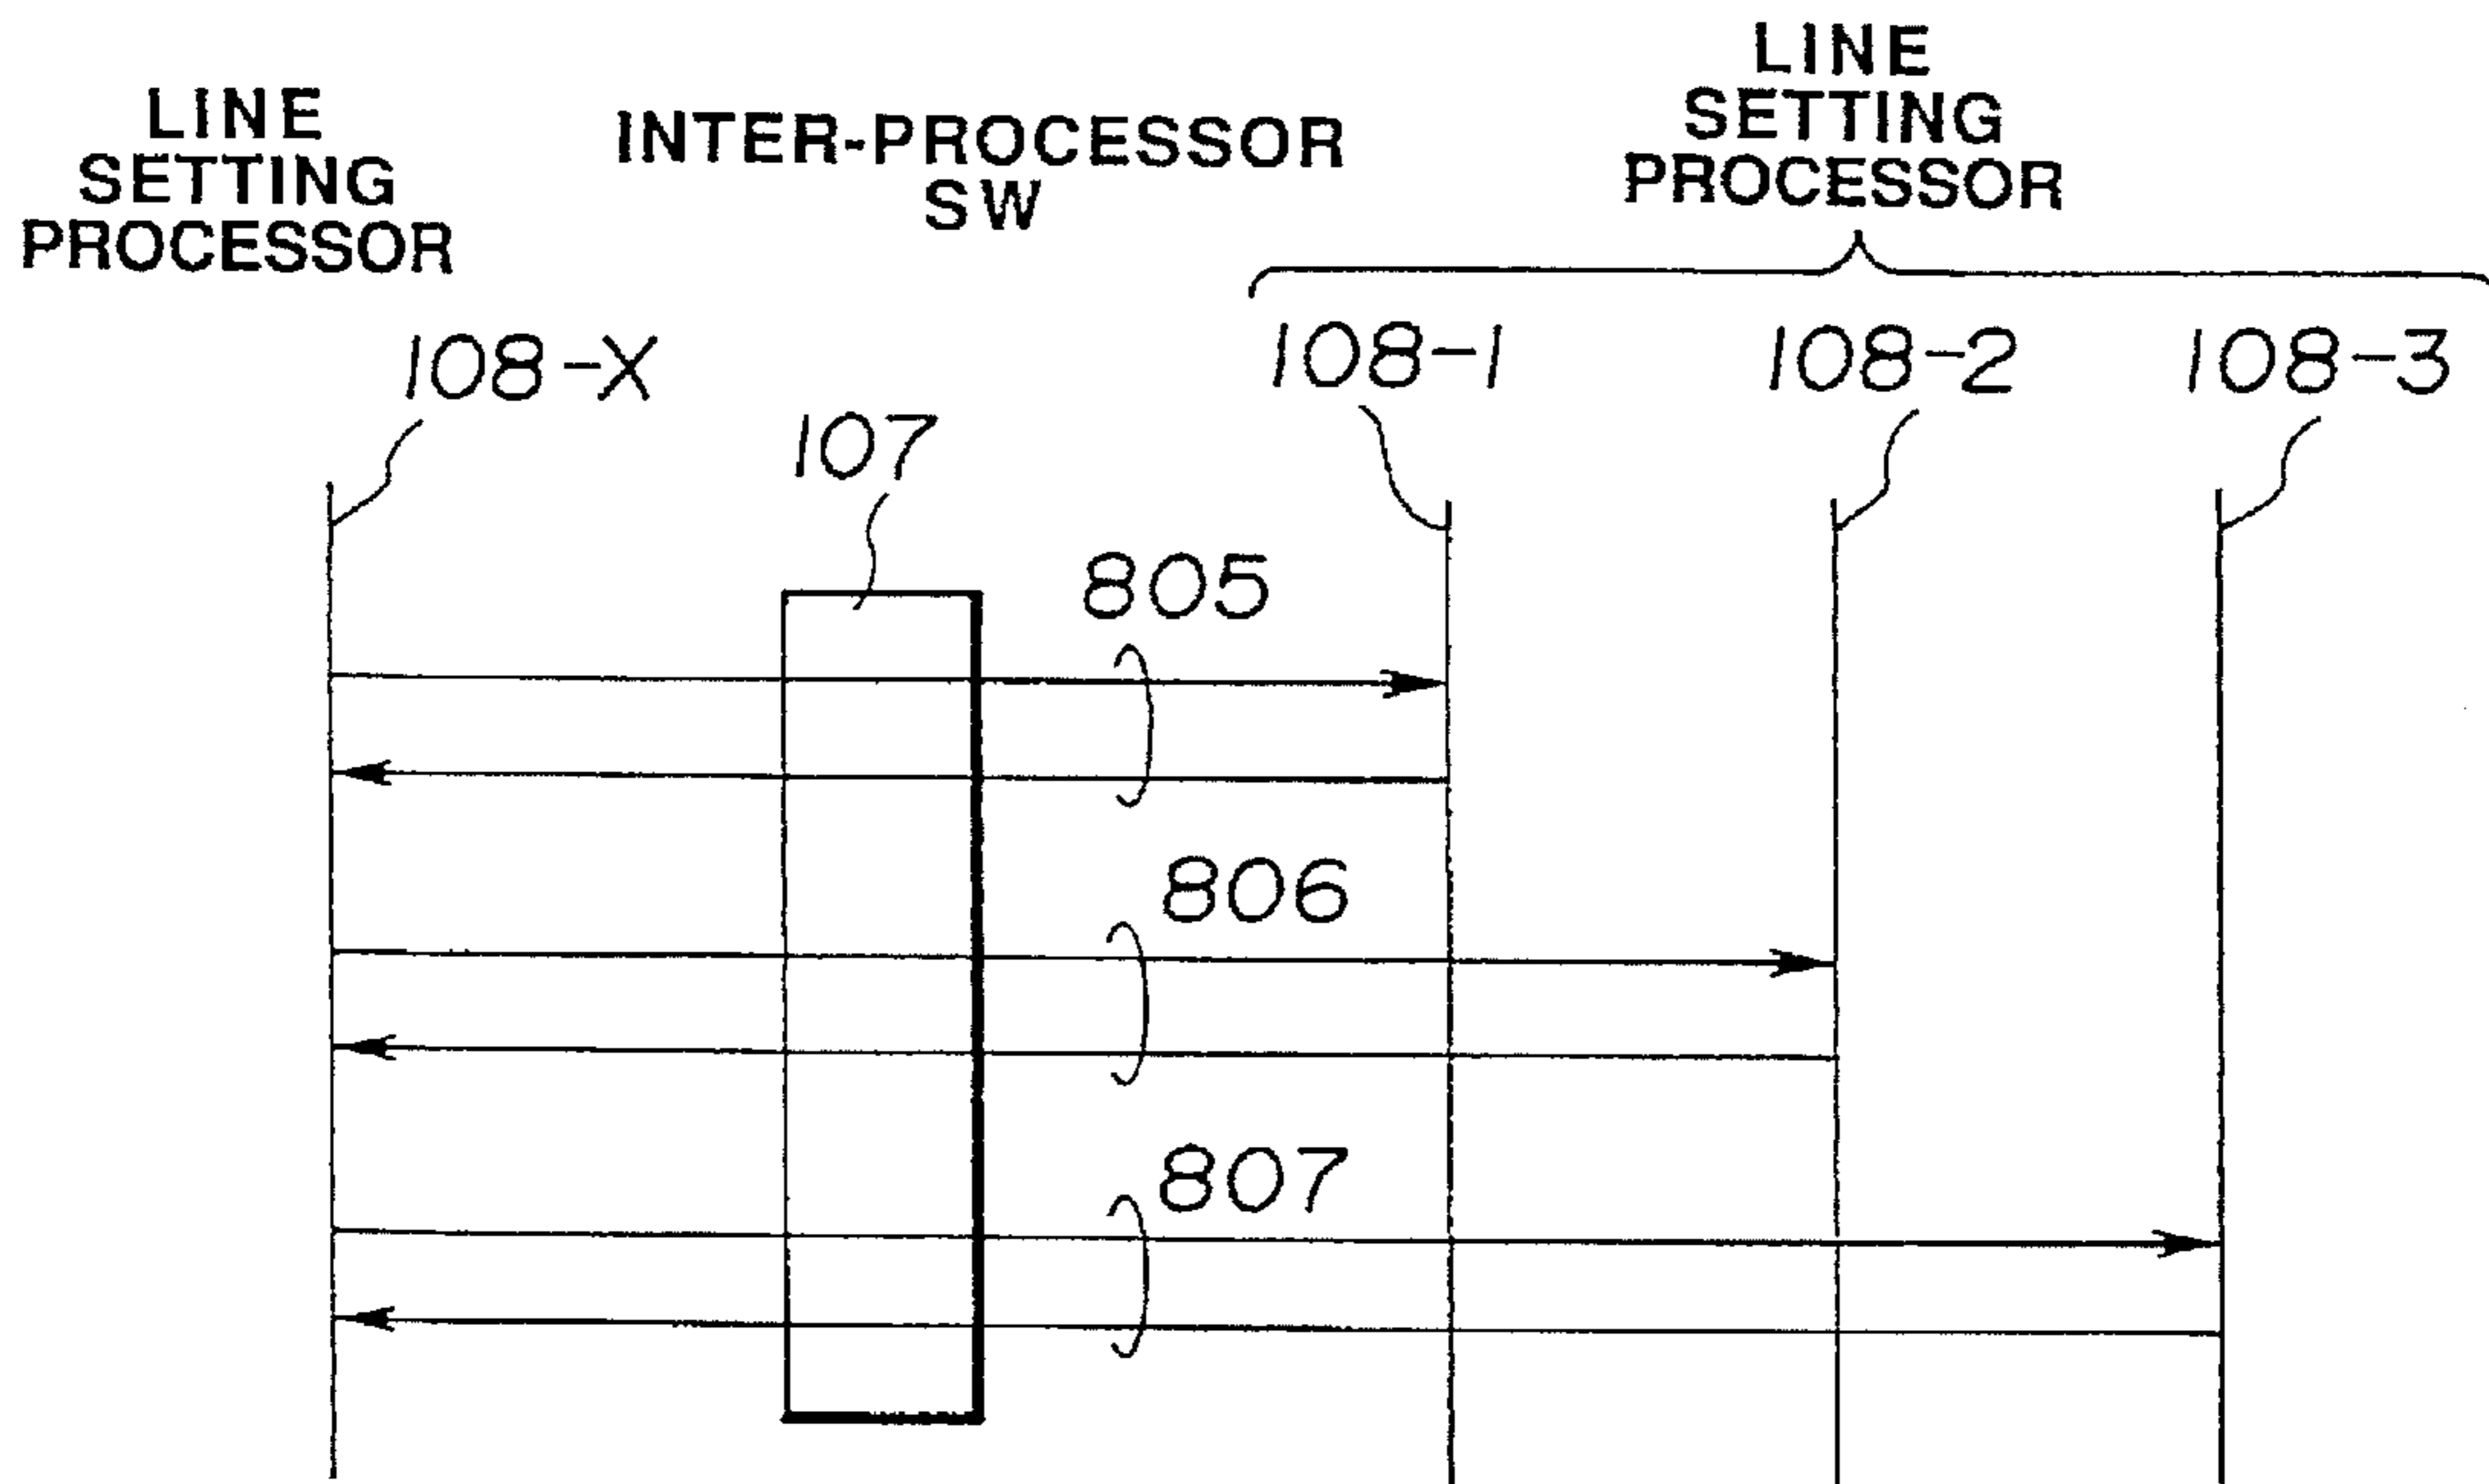 LINE
SETTING
PROCESSOR
INTER-PROCESSOR
SW
LINE
SETTING
PROCESSOR
108-X
107
108-1
108-2
108-3
805
806
807